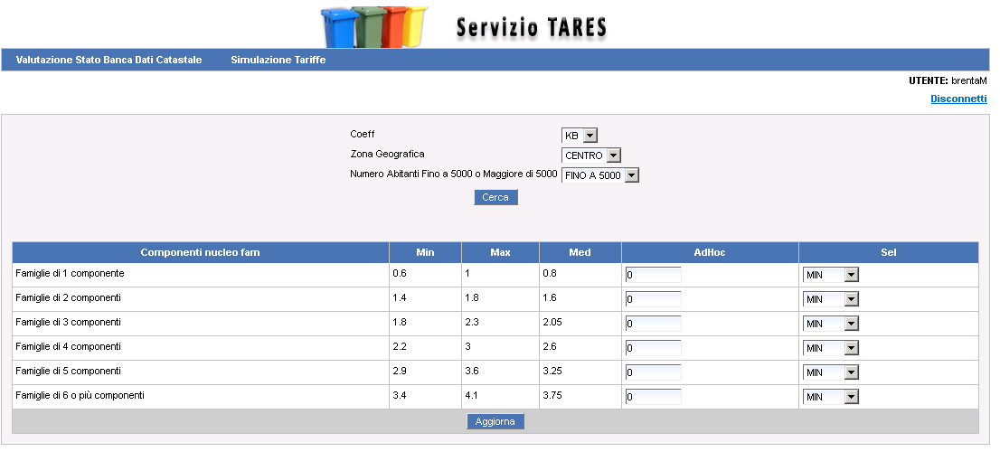 Servizio TARES
Valutazione Stato Banca Dati Catastale Simulazione Tariffe
UTENTE: brentaM
Disconnetti
Coeff KB
Zona Geografica CENTRO
Numero Abitanti Fino a 5000 o Maggiore di 5000 FINO A 5000
Cerca
Componenti nucleo fam Min Max Med AdHoc Sel
Famiglie di 1 componente 0.6 1 0.8 0 MIN
Famiglie di 2 componenti 1.4 1.8 1.6 0 MIN
Famiglie di 3 componenti 1.8 2.3 2.05 0 MIN
Famiglie di 4 componenti 2.2 3 2.6 0 MIN
Famiglie di 5 componenti 2.9 3.6 3.25 0 MIN
Famiglie di 6 o più componenti 3.4 4.1 3.75 0 MIN
Aggiorna